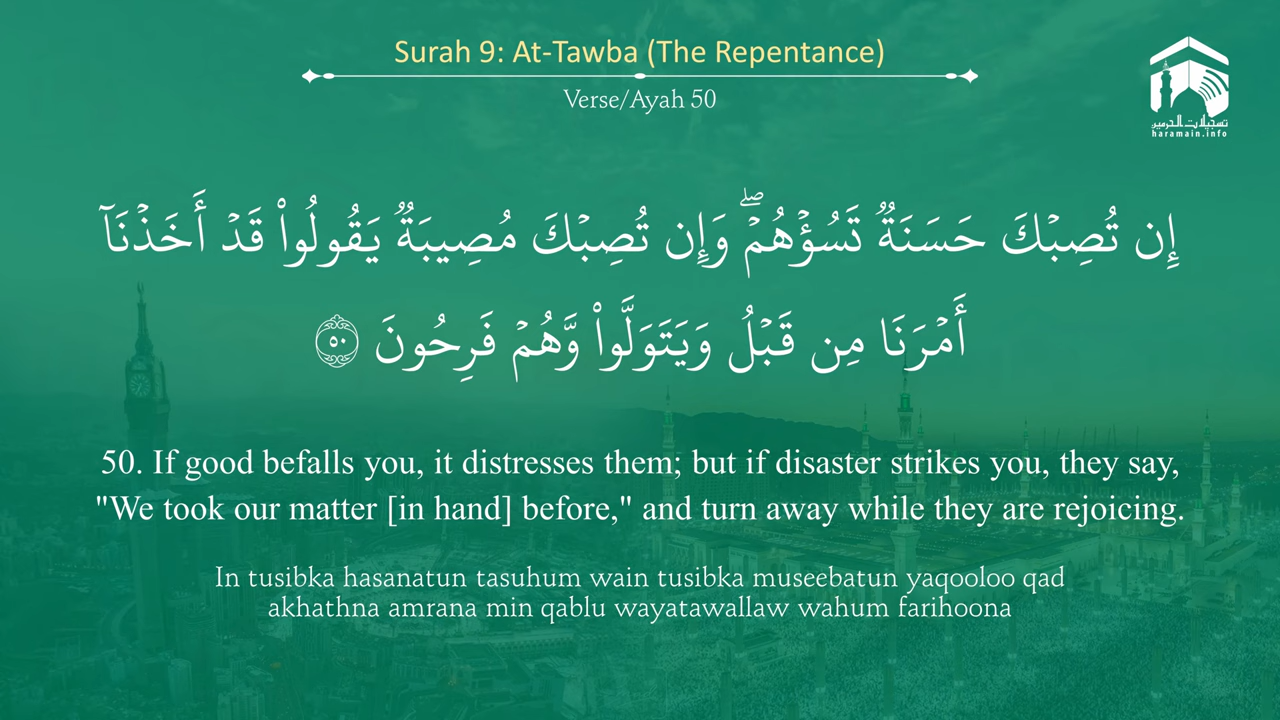 Surah 9: At-Tawba (The Repentance)
Verse/Ayah 50
تسجيلات الحرمين
haramain.info
إِن تُصِبْكَ حَسَنَةٌ تَسُؤْهُمْ ۖ وَإِن تُصِبْكَ مُصِيبَةٌ يَقُولُوا۟ قَدْ أَخَذْنَآ
أَمْرَنَا مِن قَبْلُ وَيَتَوَلَّوا۟ وَّهُمْ فَرِحُونَ ٥٠
50. If good befalls you, it distresses them; but if disaster strikes you, they say,
"We took our matter [in hand] before," and turn away while they are rejoicing.
In tusibka hasanatun tasuhum wain tusibka museebatun yaqooloo qad
akhathna amrana min qablu wayatawallaw wahum farihoona